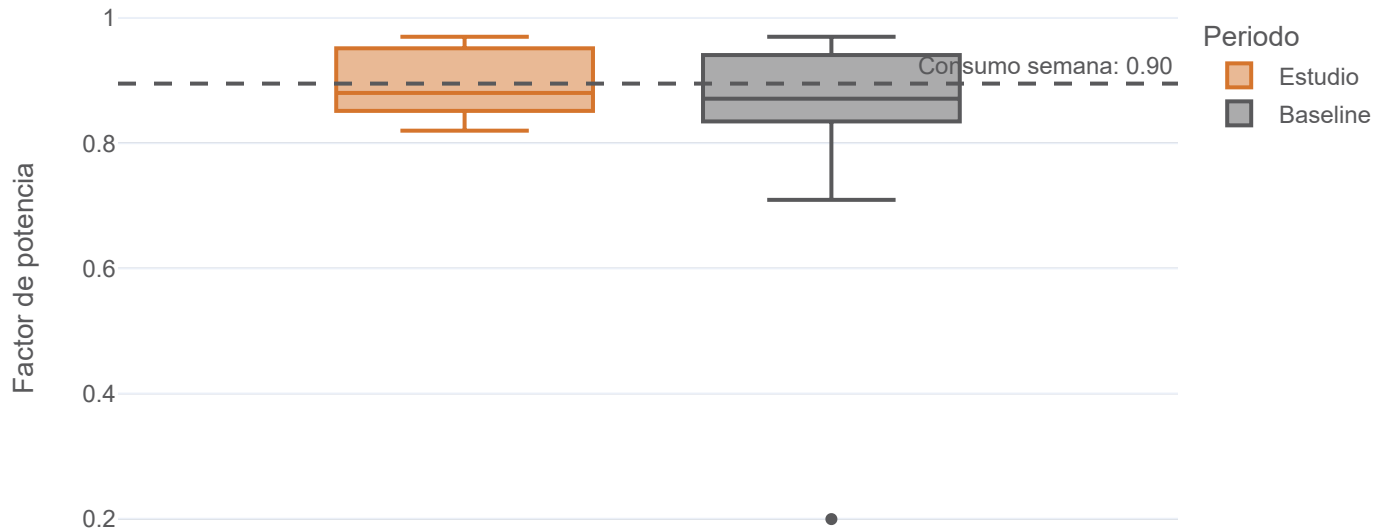 1
0.8
0.6
0.4
0.2
Factor de potencia
Consumo semana: 0.90
Periodo
Estudio
Baseline